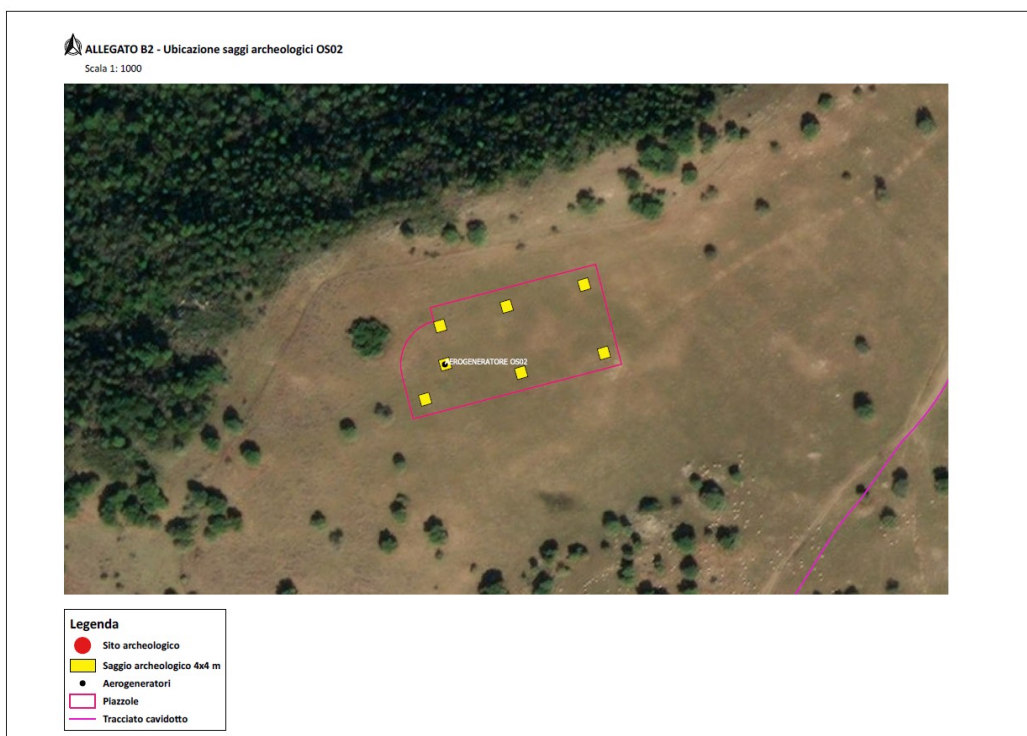 ALLEGATO B2 - Ubicazione saggi archeologici OS02
Scala 1: 1000
AEROGENERATORE OS02
Legenda
Sito archeologico
Saggio archeologico 4x4 m
Aerogeneratori
Piazzole
Tracciato cavidotto